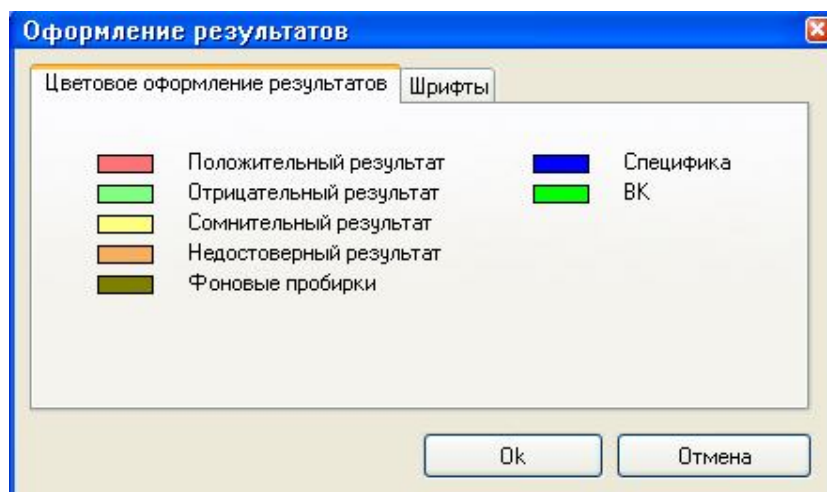 Оформление результатов
Цветовое оформление результатов Шрифты
Положительный результат Специфика
Отрицательный результат ВК
Сомнительный результат
Недостоверный результат
Фоновые пробирки
Ok Отмена